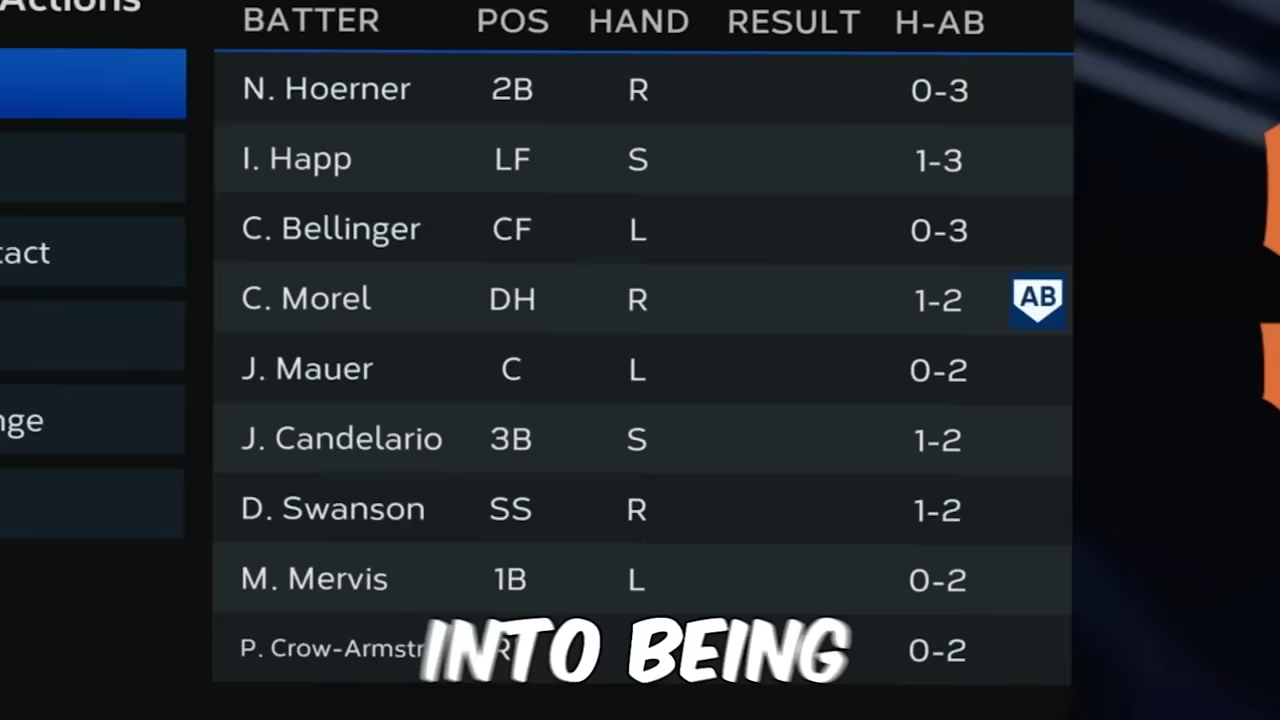 Actions
BATTER POS HAND RESULT H-AB
N. Hoerner 2B R 0-3
I. Happ LF S 1-3
C. Bellinger CF L 0-3
tact
C. Morel DH R 1-2 AB
J. Mauer C L 0-2
J. Candelario 3B S 1-2
nge
D. Swanson SS R 1-2
M. Mervis 1B L 0-2
P. Crow-Armstr 0-2
INTO BEING